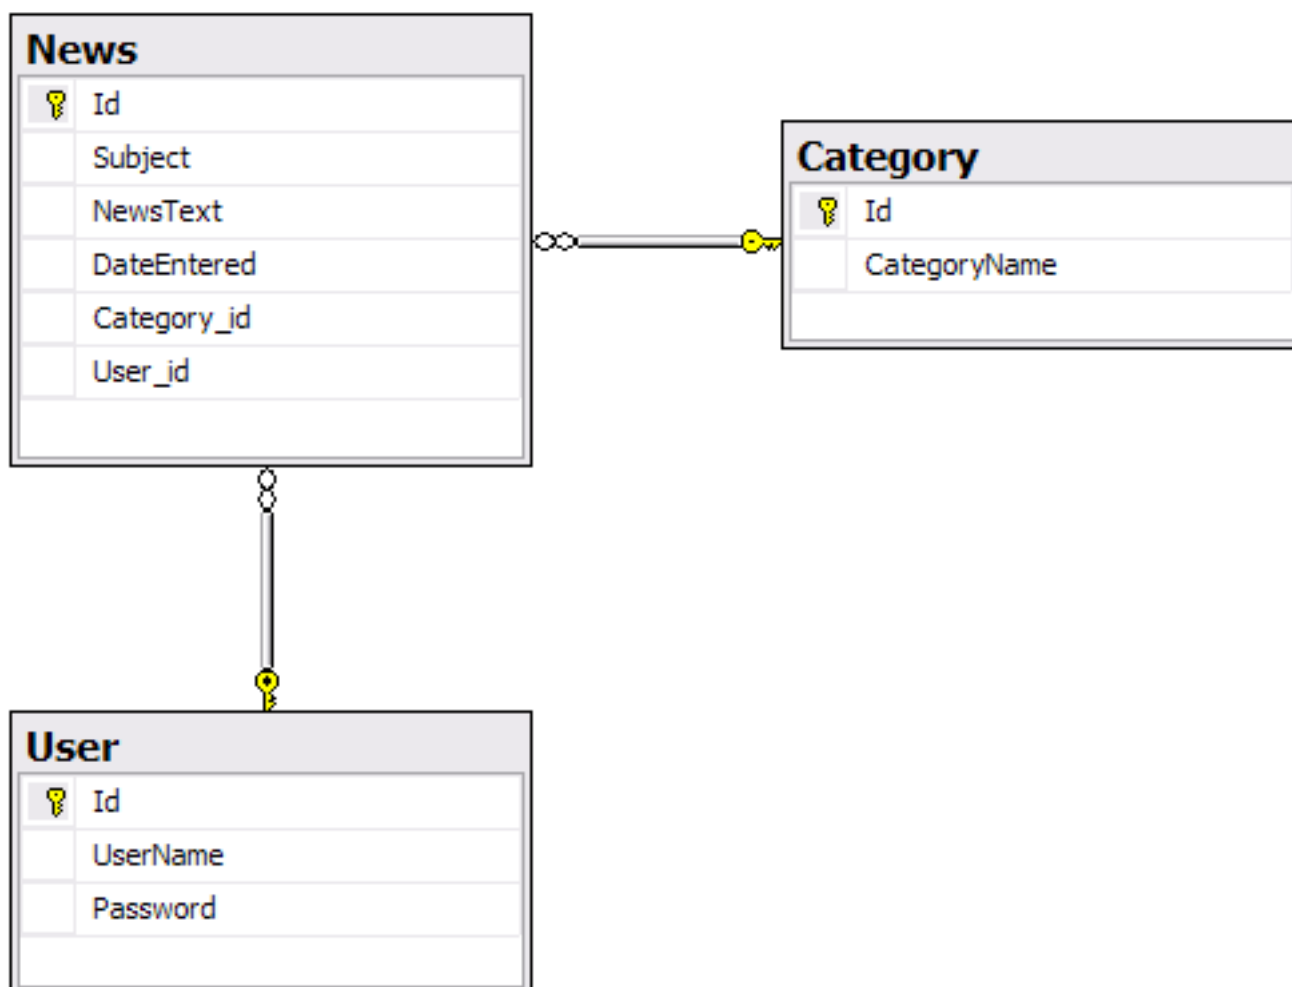 News
Id
Subject
NewsText
DateEntered
Category_id
User_id
Category
Id
CategoryName
User
Id
UserName
Password